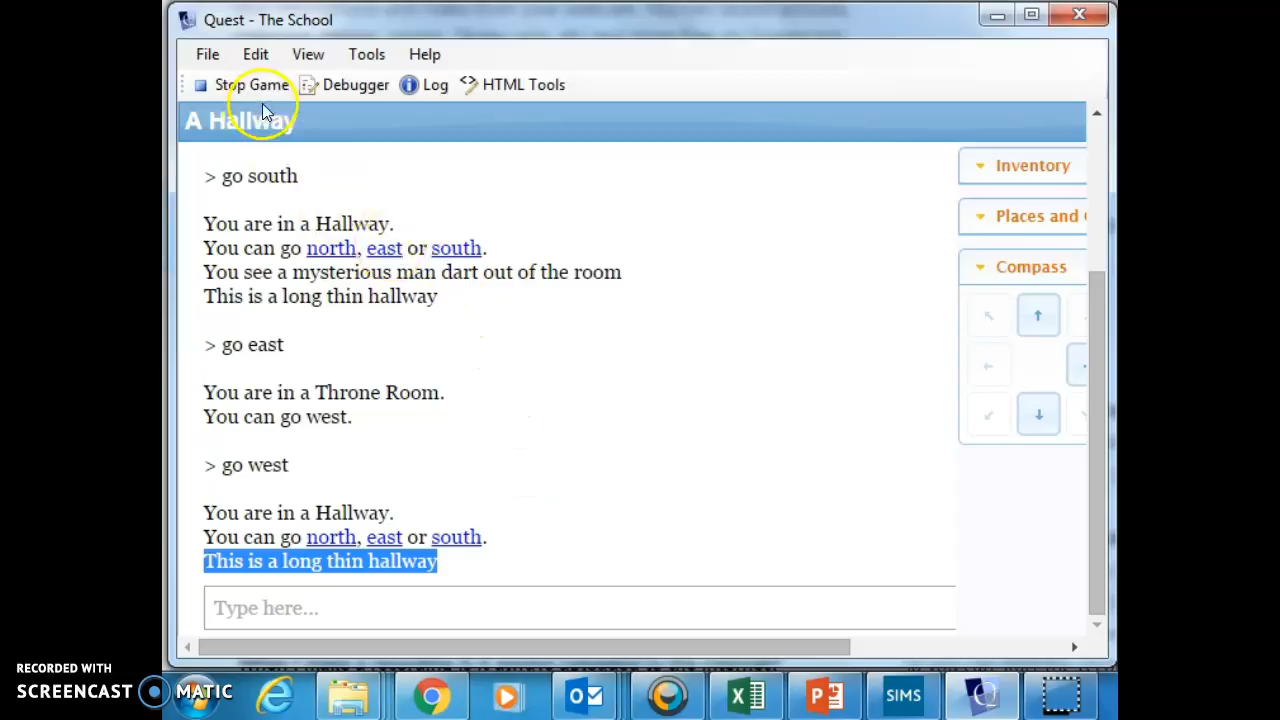 Quest - The School
File Edit View Tools Help
Stop Game Debugger Log HTML Tools
A Hallway
> go south
Inventory
You are in a Hallway.
Places and
You can go north, east or south.
You see a mysterious man dart out of the room
Compass
This is a long thin hallway
> go east
You are in a Throne Room.
You can go west.
> go west
You are in a Hallway.
You can go north, east or south.
This is a long thin hallway
Type here...
RECORDED WITH
SCREENCAST MATIC
SIMS